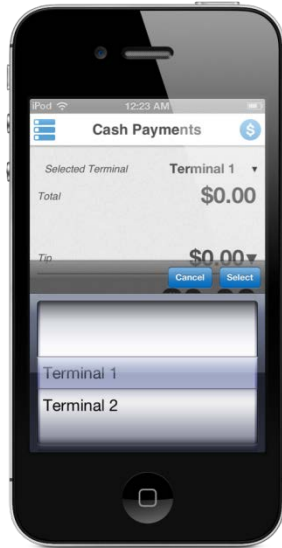 iPod 12:23 AM
Cash Payments $
Selected Terminal Terminal 1
Total $0.00
Tip $0.00
Cancel Select
Terminal 1
Terminal 2